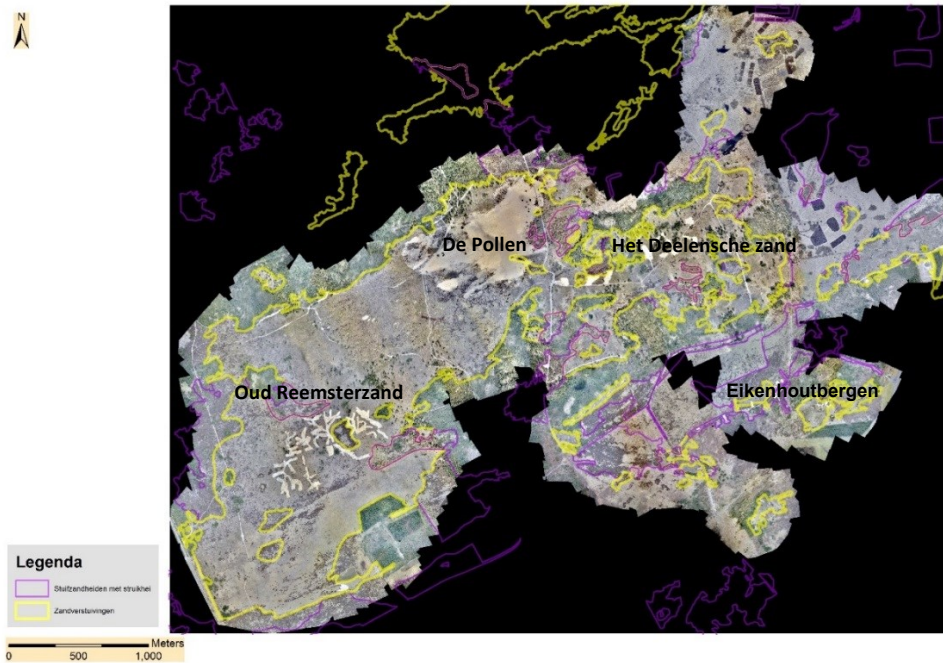 N
De Pollen
Het Deelensche zand
Oud Reemsterzand
Eikenhoutbergen
Legenda
Stuifzandheiden met struikhei
Zandverstuivingen
Meters
0 500 1,000